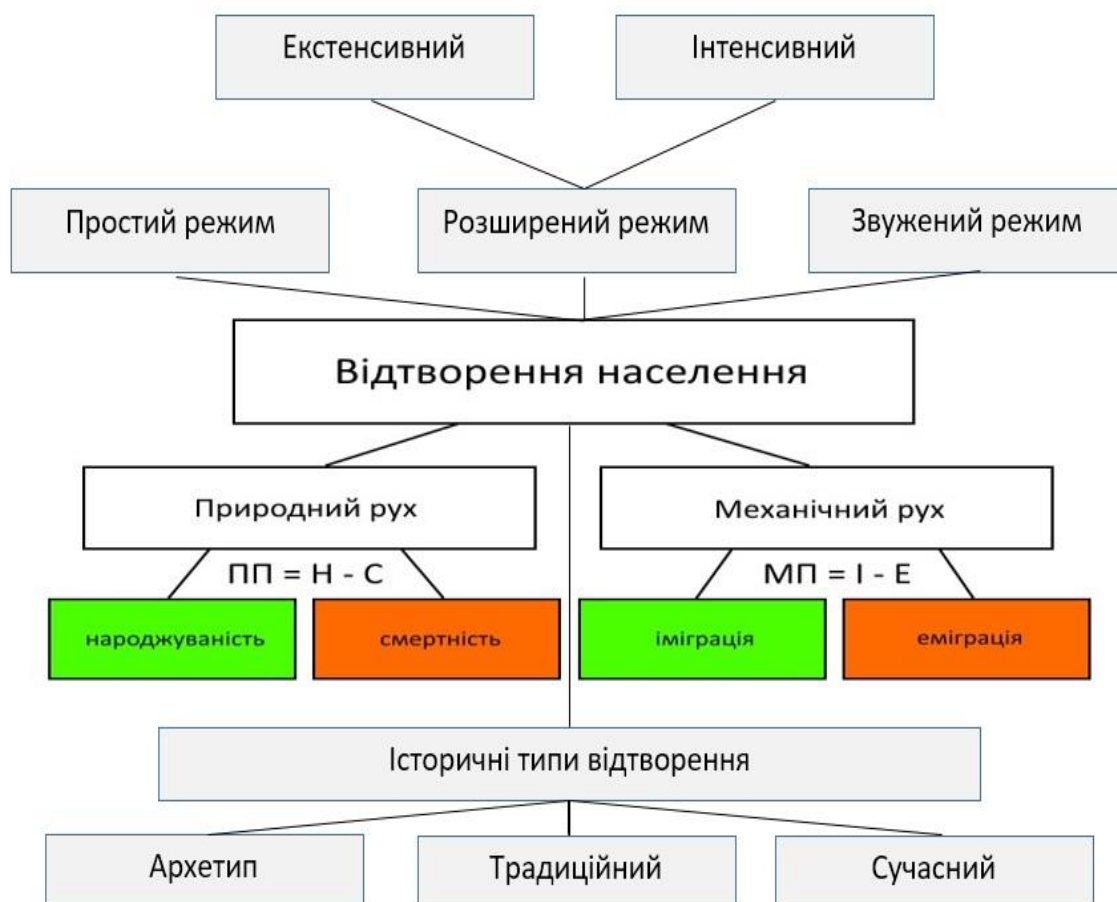 Екстенсивний
Інтенсивний
Простий режим
Розширений режим
Звужений режим
Відтворення населення
Природний рух
Механічний рух
ПП = Н - С
МП = І - Е
народжуваність
смертність
іміграція
еміграція
Історичні типи відтворення
Архетип
Традиційний
Сучасний